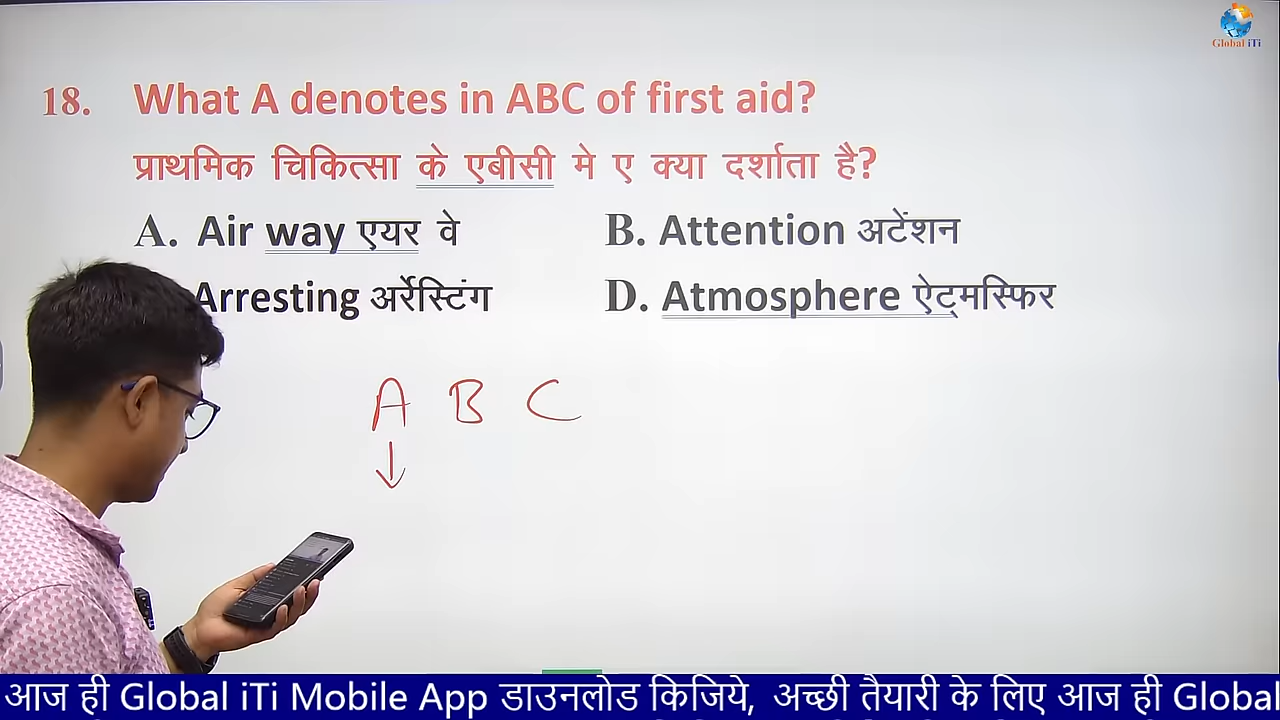 Global iTi
18. What A denotes in ABC of first aid?
प्राथमिक चिकित्सा के एबीसी मे ए क्या दर्शाता है?
A. Air way एयर वे B. Attention अटेंशन
Arresting अर्रेस्टिंग D. Atmosphere ऐट्मस्फिर
A B C
आज ही Global iTi Mobile App डाउनलोड किजिये, अच्छी तैयारी के लिए आज ही Global